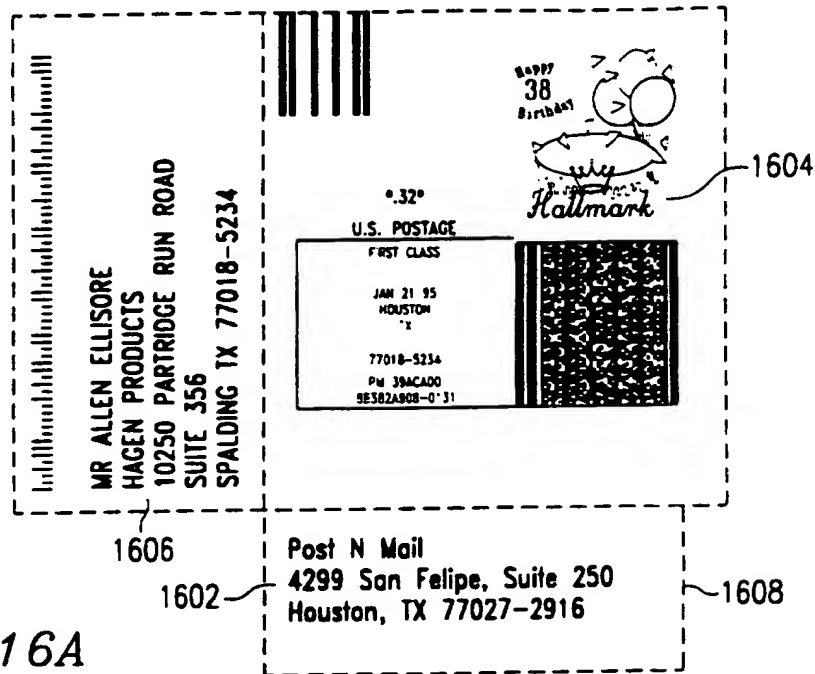 MR ALLEN ELLISORE
HAGEN PRODUCTS
10250 PARTRIDGE RUN ROAD
SUITE 356
SPALDING TX 77018-5234
1606
Happy
38
Birthday
Hallmark
1604
.32
U.S. POSTAGE
FIRST CLASS
JAN 21 95
HOUSTON
TX
77018-5234
PM 39ACA00
Post N Mail
4299 San Felipe, Suite 250
Houston, TX 77027-2916
1602
1608
16A